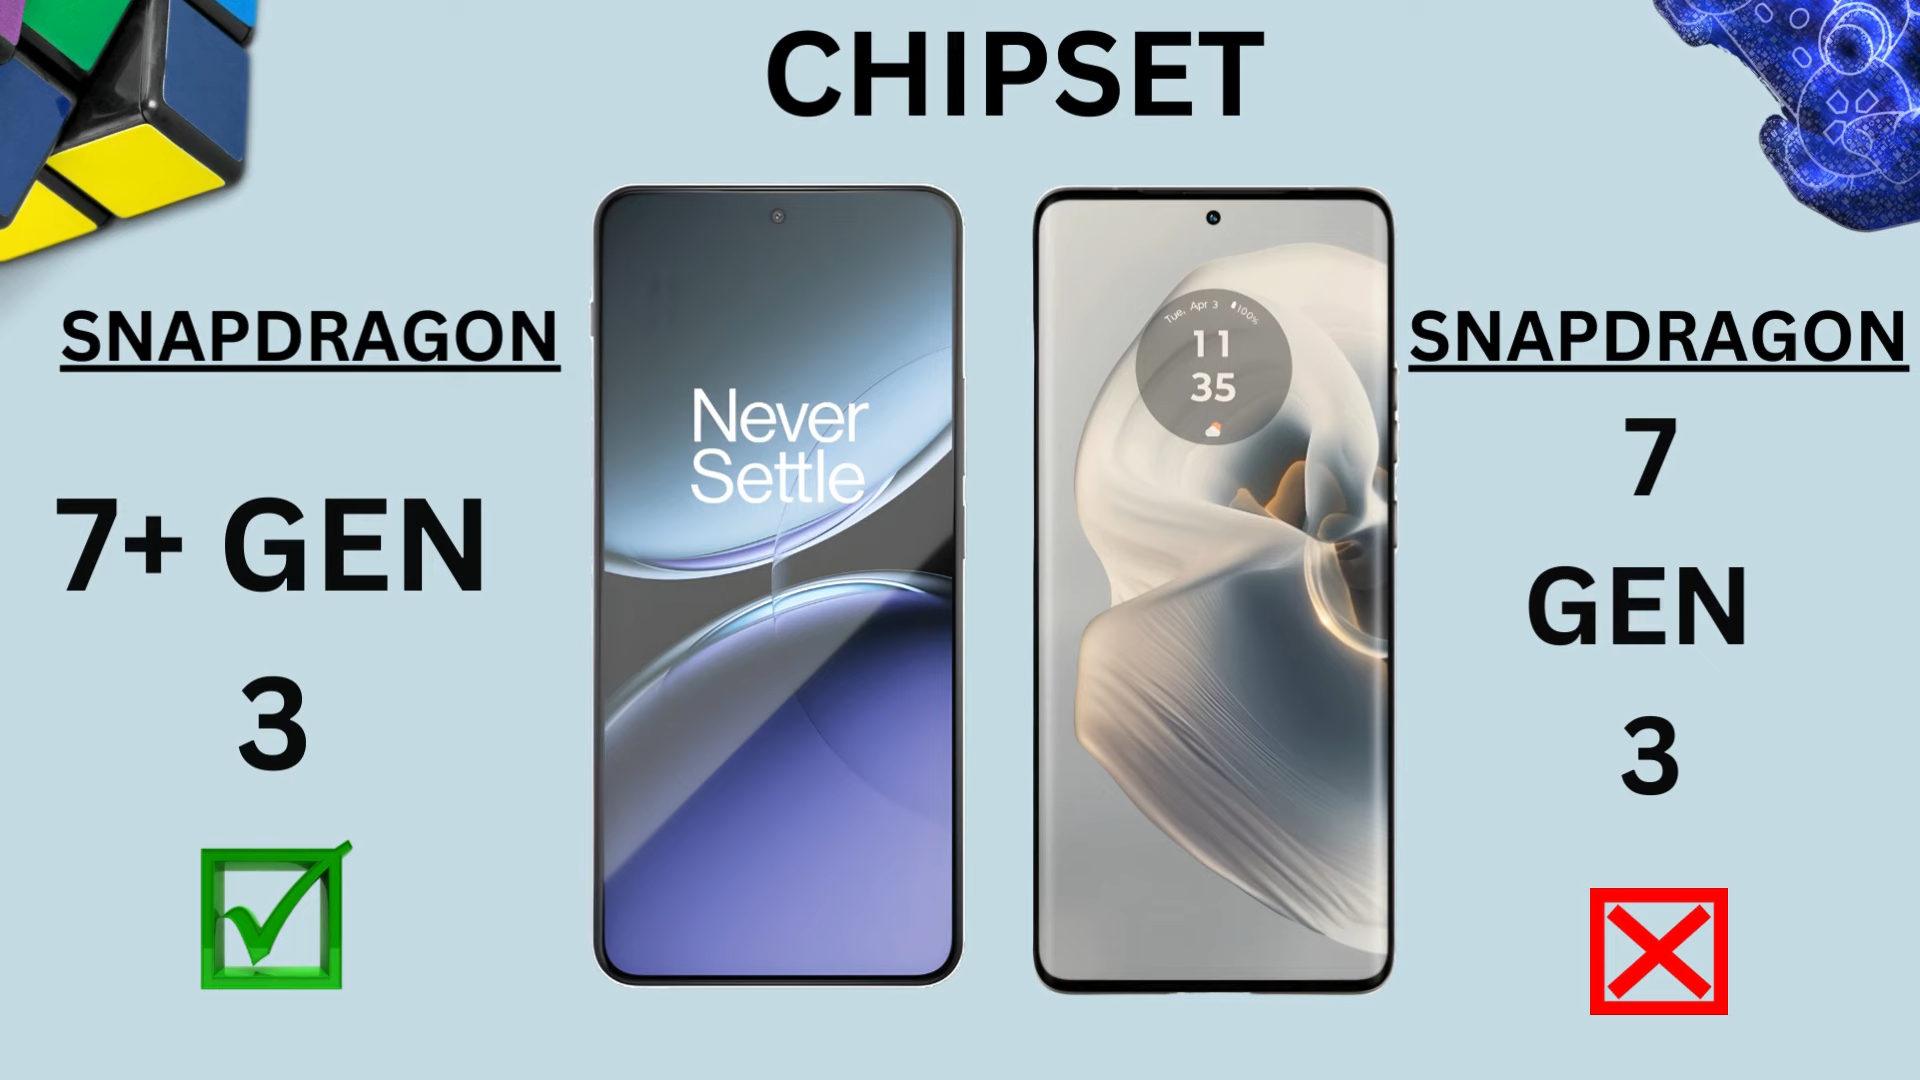 CHIPSET
SNAPDRAGON
7+ GEN
3
Never
Settle
Tue, Apr 3 100%
11
35
SNAPDRAGON
7
GEN
3